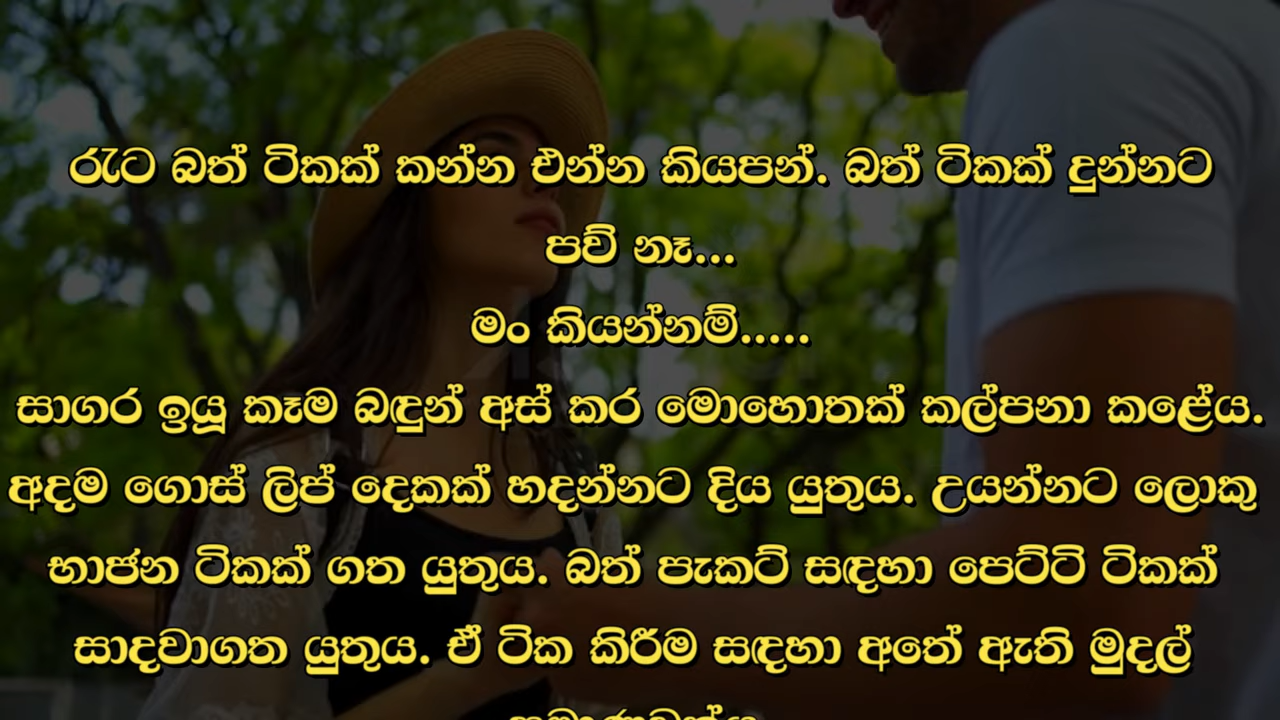 රැට බත් ටිකක් කන්න එන්න කියපන්. බත් ටිකක් දුන්නට
පව් නෑ...
මං කියන්නම්.....
සාගර ඉයූ කෑම බඳුන් අස් කර මොහොතක් කල්පනා කළේය.
අදම ගොස් ලිප් දෙකක් හදන්නට දිය යුතුය. උයන්නට ලොකු
භාජන ටිකක් ගත යුතුය. බත් පැකට් සඳහා පෙට්ටි ටිකක්
සාදවාගත යුතුය. ඒ ටික කිරීම සඳහා අතේ ඇති මුදල්